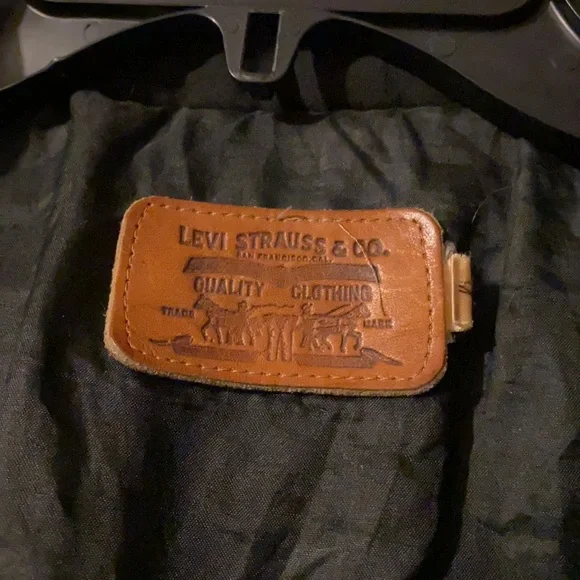 LEVI STRAUSS & CO.
SAN FRANCISCO, CAL.
QUALITY CLOTHING
TRADE MARK